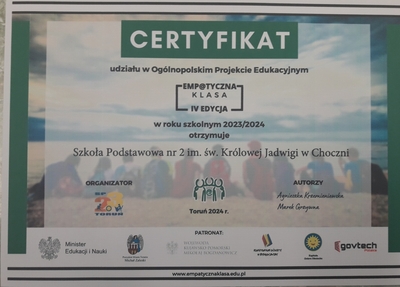 CERTYFIKAT
udziału w Ogólnopolskim Projekcie Edukacyjnym
EMP@TYCZNA
KLASA
IV EDYCJA
w roku szkolnym 2023/2024
otrzymuje
Szkoła Podstawowa nr 2 im. św. Królowej Jadwigi w Choczni
ORGANIZATOR
TORUŃ
Toruń 2024 r.
AUTORZY
Marek Grzywna
PATRONAT:
Minister
Edukacji i Nauki
govtech
www.empatycznaklasa.edu.pl